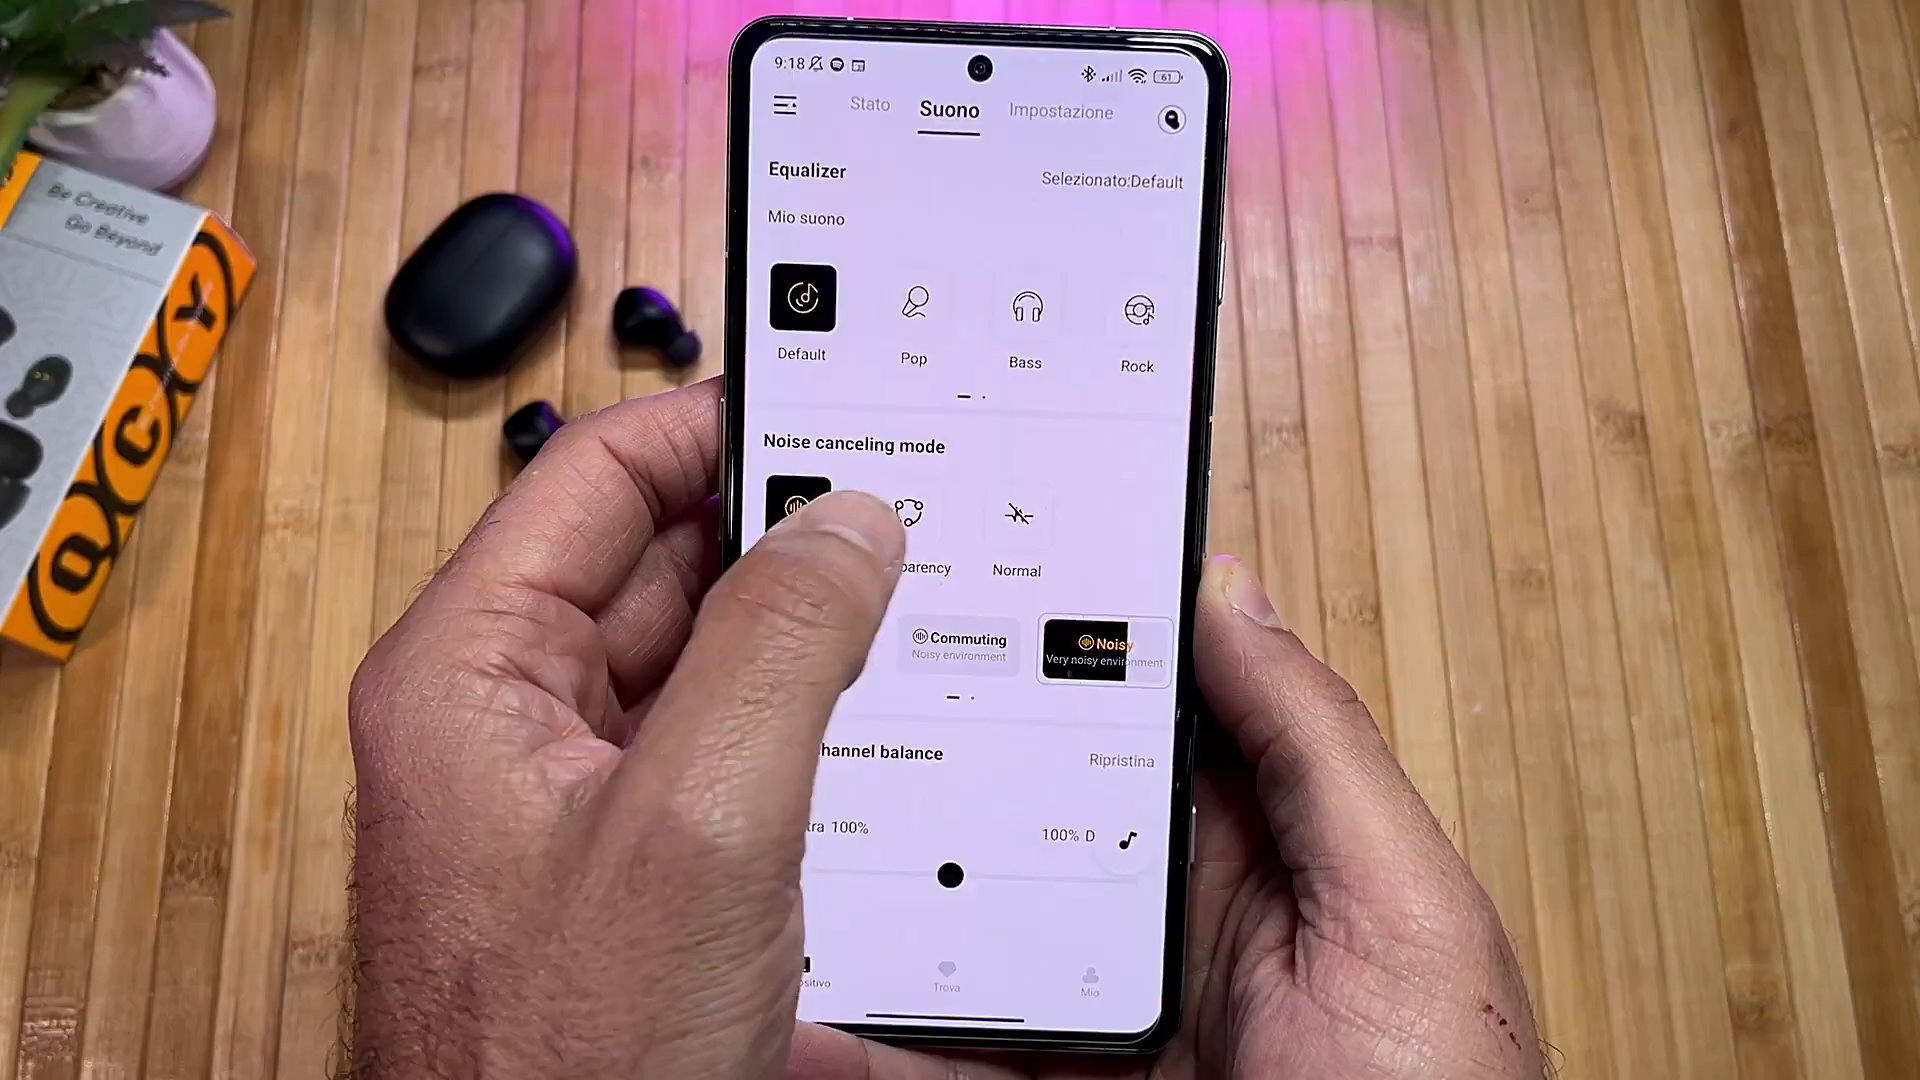 9:18
61
Stato
Suono
Impostazione
Equalizer
Selezionato:Default
Mio suono
Default
Pop
Bass
Rock
Noise canceling mode
parency
Normal
Commuting
Noisy environment
Noisy
Very noisy environment
hannel balance
Ripristina
tra 100%
100% D
sitivo
Trova
Mio
Be Creative
Go Beyond
QCY